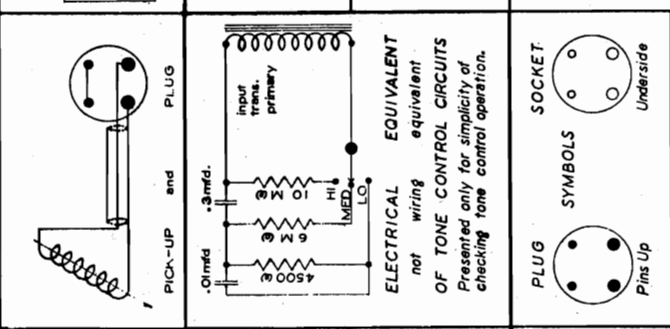 PICK-UP and PLUG
input
trans.
primary
.3mfd.
.01mfd
10 M ω
6 M ω
4500 ω
HI
MED.
LO
ELECTRICAL EQUIVALENT
not wiring equivalent
OF TONE CONTROL CIRCUITS
Presented only for simplicity of
checking tone control operation.
PLUG SOCKET
SYMBOLS
Pins Up Underside